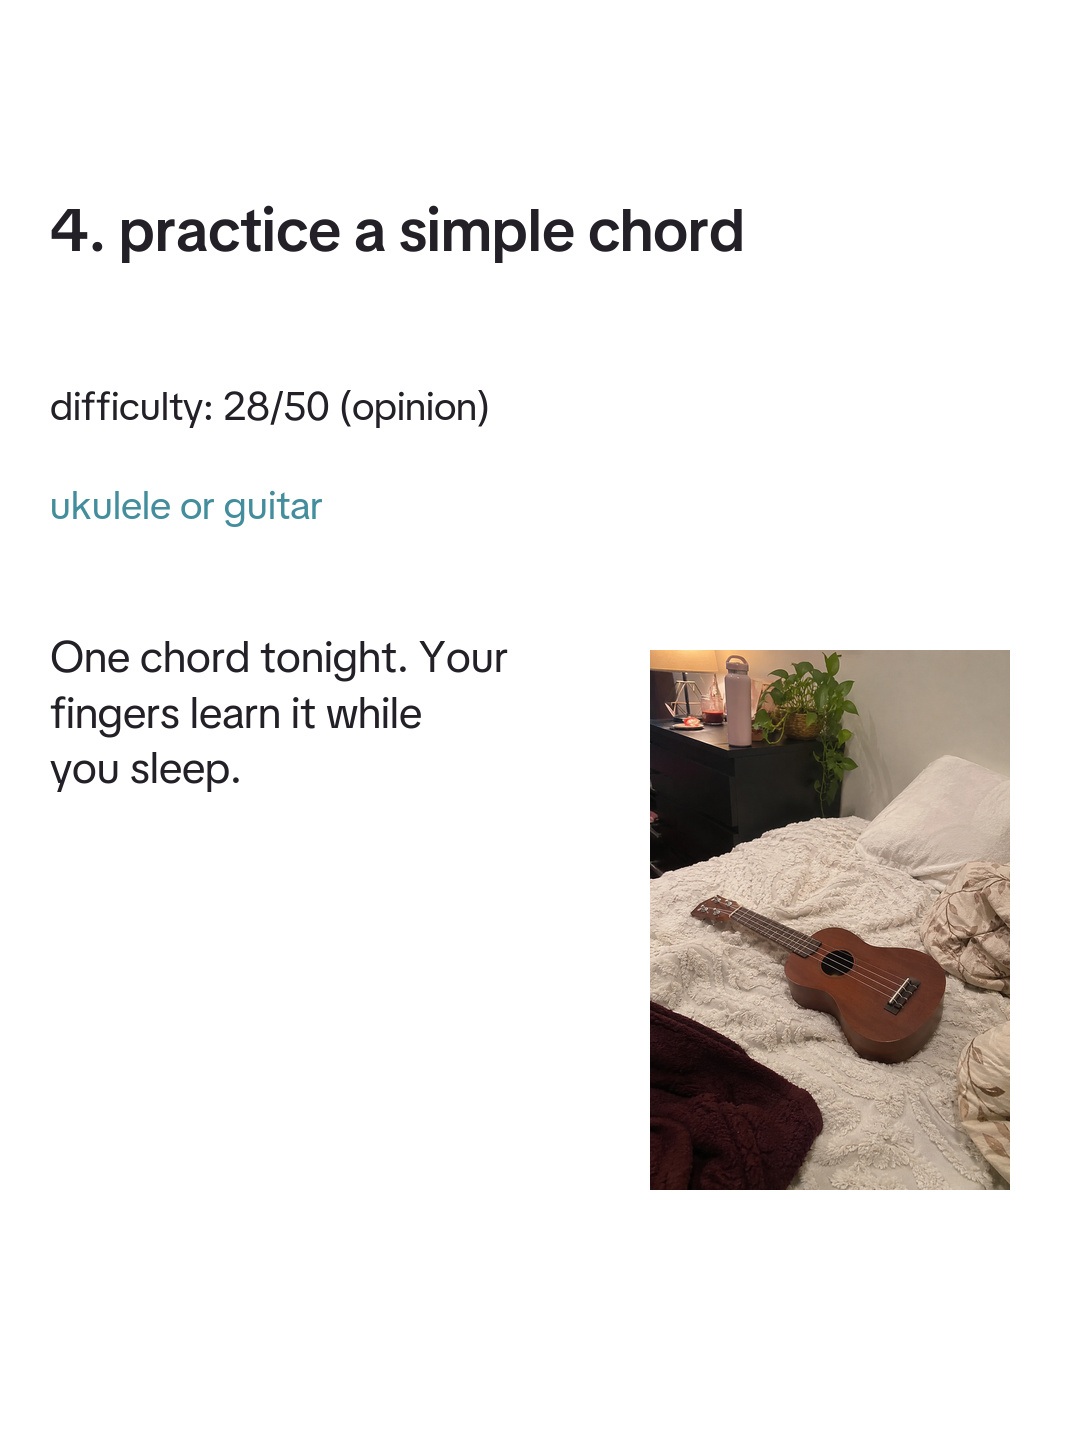 4. practice a simple chord
difficulty: 28/50 (opinion)
ukulele or guitar
One chord tonight. Your
fingers learn it while
you sleep.